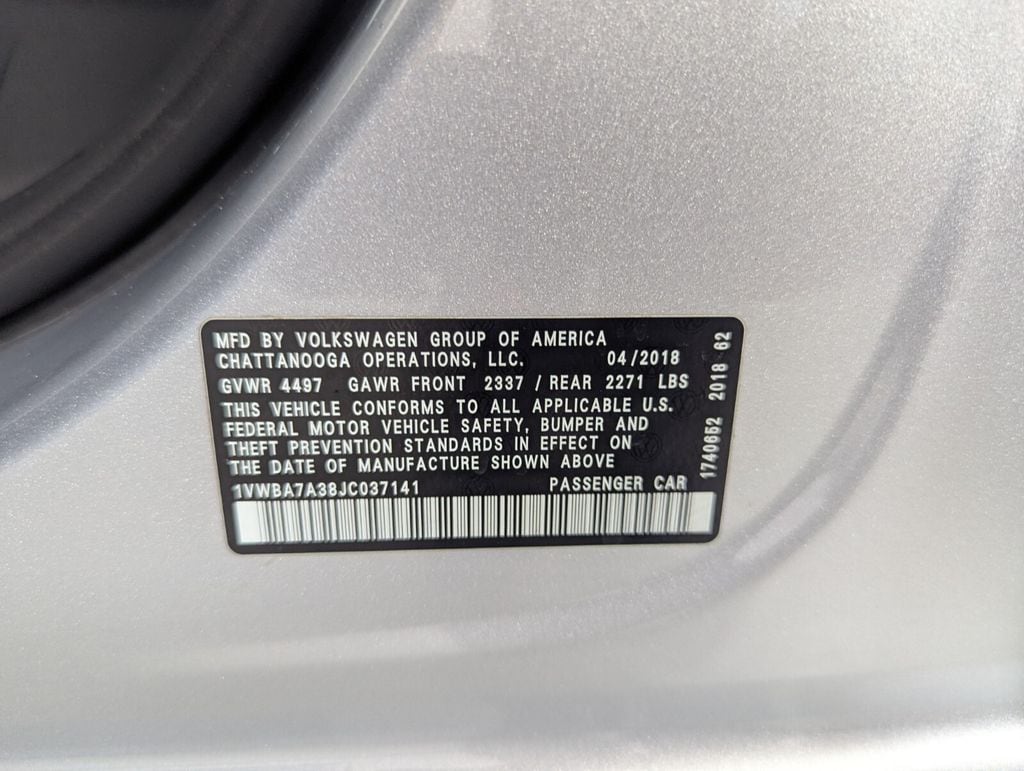 MFD BY VOLKSWAGEN GROUP OF AMERICA
CHATTANOOGA OPERATIONS, LLC. 04/2018
GVWR 4497 GAWR FRONT 2337 / REAR 2271 LBS
THIS VEHICLE CONFORMS TO ALL APPLICABLE U.S.
FEDERAL MOTOR VEHICLE SAFETY, BUMPER AND
THEFT PREVENTION STANDARDS IN EFFECT ON
THE DATE OF MANUFACTURE SHOWN ABOVE
1VWBA7A38JC037141 PASSENGER CAR
1740652 2018 62